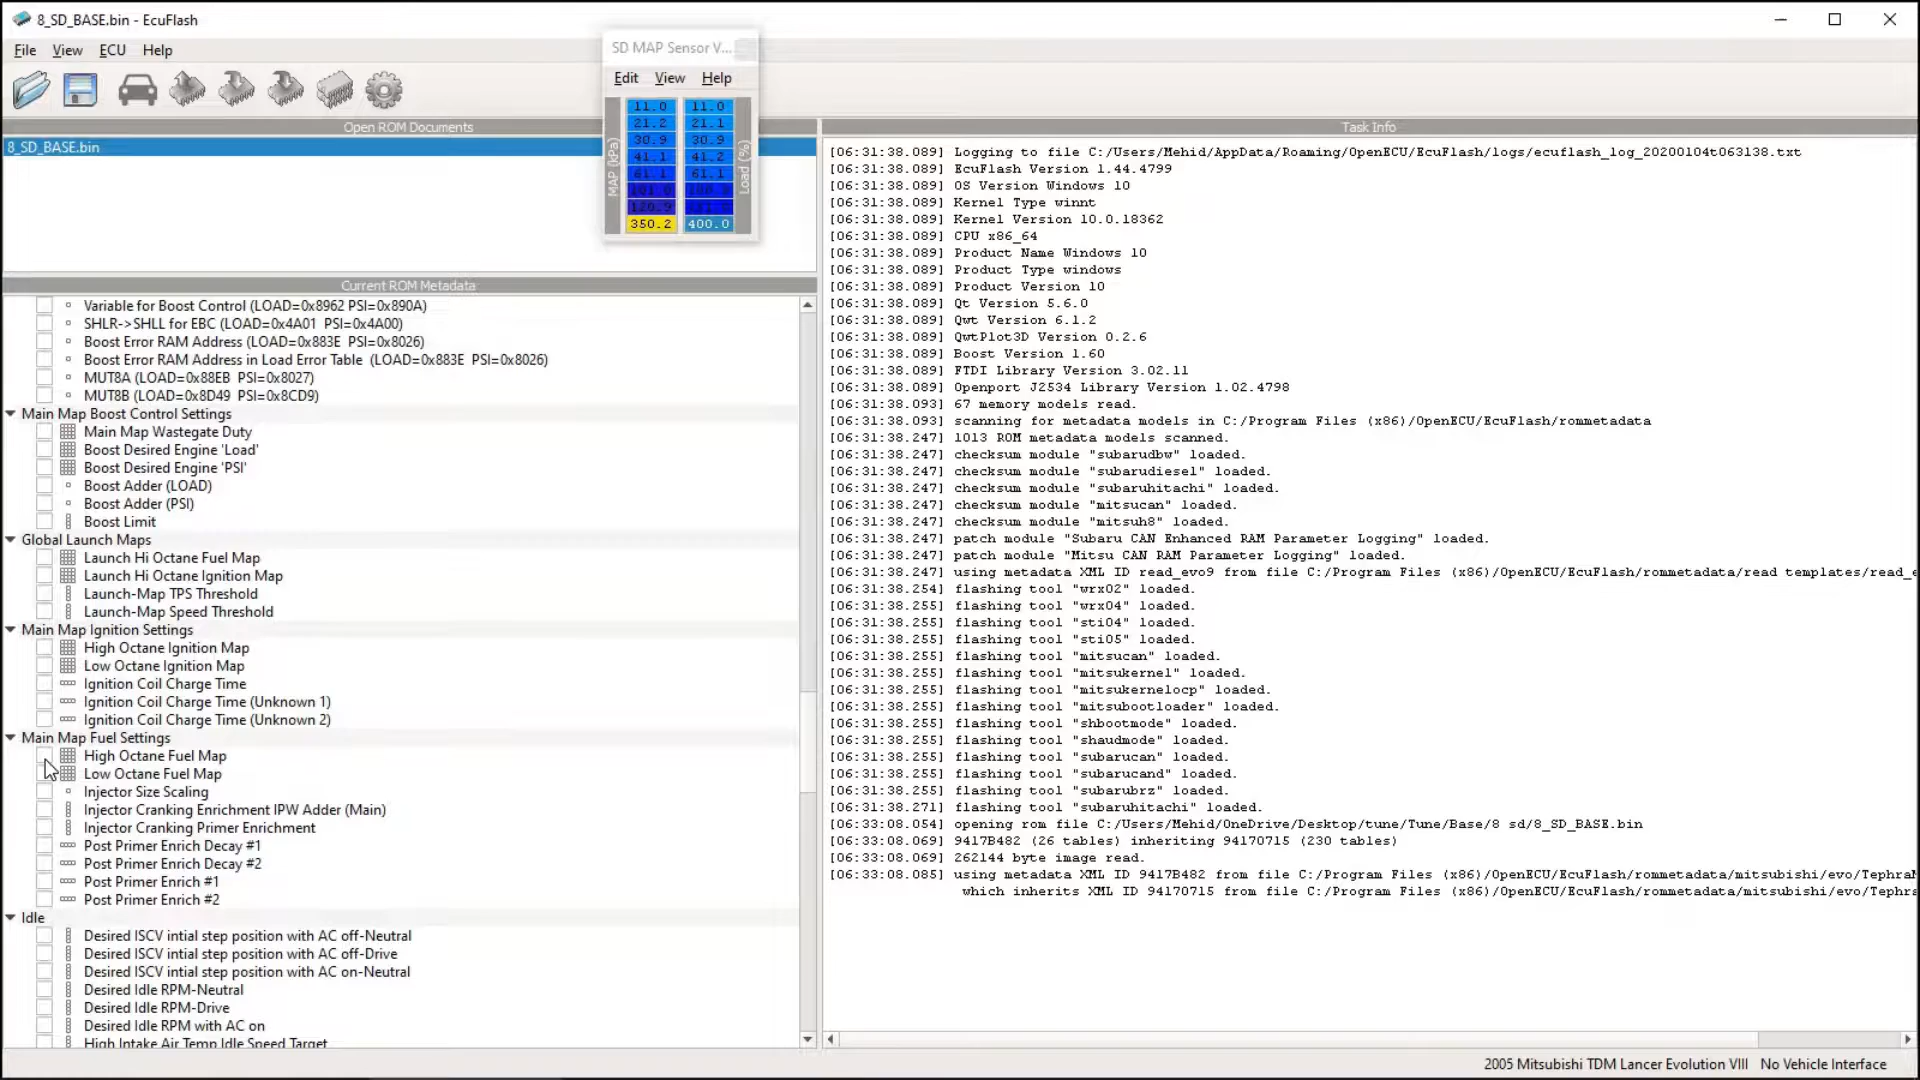 8_SD_BASE.bin - EcuFlash
File View ECU Help
SD MAP Sensor V...
Edit View Help
MAP (kPa)
Load (%)
11.0 11.0
21.2 21.1
30.9 30.9
41.1 41.2
61.1 61.1
120.9
350.2 400.0
Open ROM Documents
8_SD_BASE.bin
Current ROM Metadata
Variable for Boost Control (LOAD=0x8962 PSI=0x890A)
SHLR->SHLL for EBC (LOAD=0x4A01 PSI=0x4A00)
Boost Error RAM Address (LOAD=0x883E PSI=0x8026)
Boost Error RAM Address in Load Error Table (LOAD=0x883E PSI=0x8026)
MUT8A (LOAD=0x88EB PSI=0x8027)
MUT8B (LOAD=0x8D49 PSI=0x8CD9)
Main Map Boost Control Settings
Main Map Wastegate Duty
Boost Desired Engine 'Load'
Boost Desired Engine 'PSI'
Boost Adder (LOAD)
Boost Adder (PSI)
Boost Limit
Global Launch Maps
Launch Hi Octane Fuel Map
Launch Hi Octane Ignition Map
Launch-Map TPS Threshold
Launch-Map Speed Threshold
Main Map Ignition Settings
High Octane Ignition Map
Low Octane Ignition Map
Ignition Coil Charge Time
Ignition Coil Charge Time (Unknown 1)
Ignition Coil Charge Time (Unknown 2)
Main Map Fuel Settings
High Octane Fuel Map
Low Octane Fuel Map
Injector Size Scaling
Injector Cranking Enrichment IPW Adder (Main)
Injector Cranking Primer Enrichment
Post Primer Enrich Decay #1
Post Primer Enrich Decay #2
Post Primer Enrich #1
Post Primer Enrich #2
Idle
Desired ISCV intial step position with AC off-Neutral
Desired ISCV intial step position with AC off-Drive
Desired ISCV intial step position with AC on-Neutral
Desired Idle RPM-Neutral
Desired Idle RPM-Drive
Desired Idle RPM with AC on
High Intake Air Temp Idle Speed Target
Task Info
[06:31:38.089] Logging to file C:/Users/Mehid/AppData/Roaming/OpenECU/EcuFlash/logs/ecuflash_log_20200104t063138.txt
[06:31:38.089] EcuFlash Version 1.44.4799
[06:31:38.089] OS Version Windows 10
[06:31:38.089] Kernel Type winnt
[06:31:38.089] Kernel Version 10.0.18362
[06:31:38.089] CPU x86_64
[06:31:38.089] Product Name Windows 10
[06:31:38.089] Product Type windows
[06:31:38.089] Product Version 10
[06:31:38.089] Qt Version 5.6.0
[06:31:38.089] Qwt Version 6.1.2
[06:31:38.089] QwtPlot3D Version 0.2.6
[06:31:38.089] Boost Version 1.60
[06:31:38.089] FTDI Library Version 3.02.11
[06:31:38.089] Openport J2534 Library Version 1.02.4798
[06:31:38.093] 67 memory models read.
[06:31:38.093] scanning for metadata models in C:/Program Files (x86)/OpenECU/EcuFlash/rommetadata
[06:31:38.247] 1013 ROM metadata models scanned.
[06:31:38.247] checksum module "subarudbw" loaded.
[06:31:38.247] checksum module "subarudiesel" loaded.
[06:31:38.247] checksum module "subaruhitachi" loaded.
[06:31:38.247] checksum module "mitsucan" loaded.
[06:31:38.247] checksum module "mitsuh8" loaded.
[06:31:38.247] patch module "Subaru CAN Enhanced RAM Parameter Logging" loaded.
[06:31:38.247] patch module "Mitsu CAN RAM Parameter Logging" loaded.
[06:31:38.247] using metadata XML ID read_evo9 from file C:/Program Files (x86)/OpenECU/EcuFlash/rommetadata/read templates/read_e
[06:31:38.254] flashing tool "wrx02" loaded.
[06:31:38.255] flashing tool "wrx04" loaded.
[06:31:38.255] flashing tool "sti04" loaded.
[06:31:38.255] flashing tool "sti05" loaded.
[06:31:38.255] flashing tool "mitsucan" loaded.
[06:31:38.255] flashing tool "mitsukernel" loaded.
[06:31:38.255] flashing tool "mitsukernelocp" loaded.
[06:31:38.255] flashing tool "mitsubootloader" loaded.
[06:31:38.255] flashing tool "shbootmode" loaded.
[06:31:38.255] flashing tool "shaudmode" loaded.
[06:31:38.255] flashing tool "subarucan" loaded.
[06:31:38.255] flashing tool "subarucand" loaded.
[06:31:38.255] flashing tool "subarubrz" loaded.
[06:31:38.271] flashing tool "subaruhitachi" loaded.
[06:33:08.054] opening rom file C:/Users/Mehid/OneDrive/Desktop/tune/Tune/Base/8 sd/8_SD_BASE.bin
[06:33:08.069] 9417B482 (26 tables) inheriting 94170715 (230 tables)
[06:33:08.069] 262144 byte image read.
[06:33:08.085] using metadata XML ID 9417B482 from file C:/Program Files (x86)/OpenECU/EcuFlash/rommetadata/mitsubishi/evo/TephraM
which inherits XML ID 94170715 from file C:/Program Files (x86)/OpenECU/EcuFlash/rommetadata/mitsubishi/evo/Tephra
2005 Mitsubishi TDM Lancer Evolution VIII No Vehicle Interface